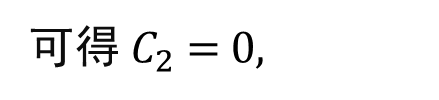 可得 C₂ = 0,